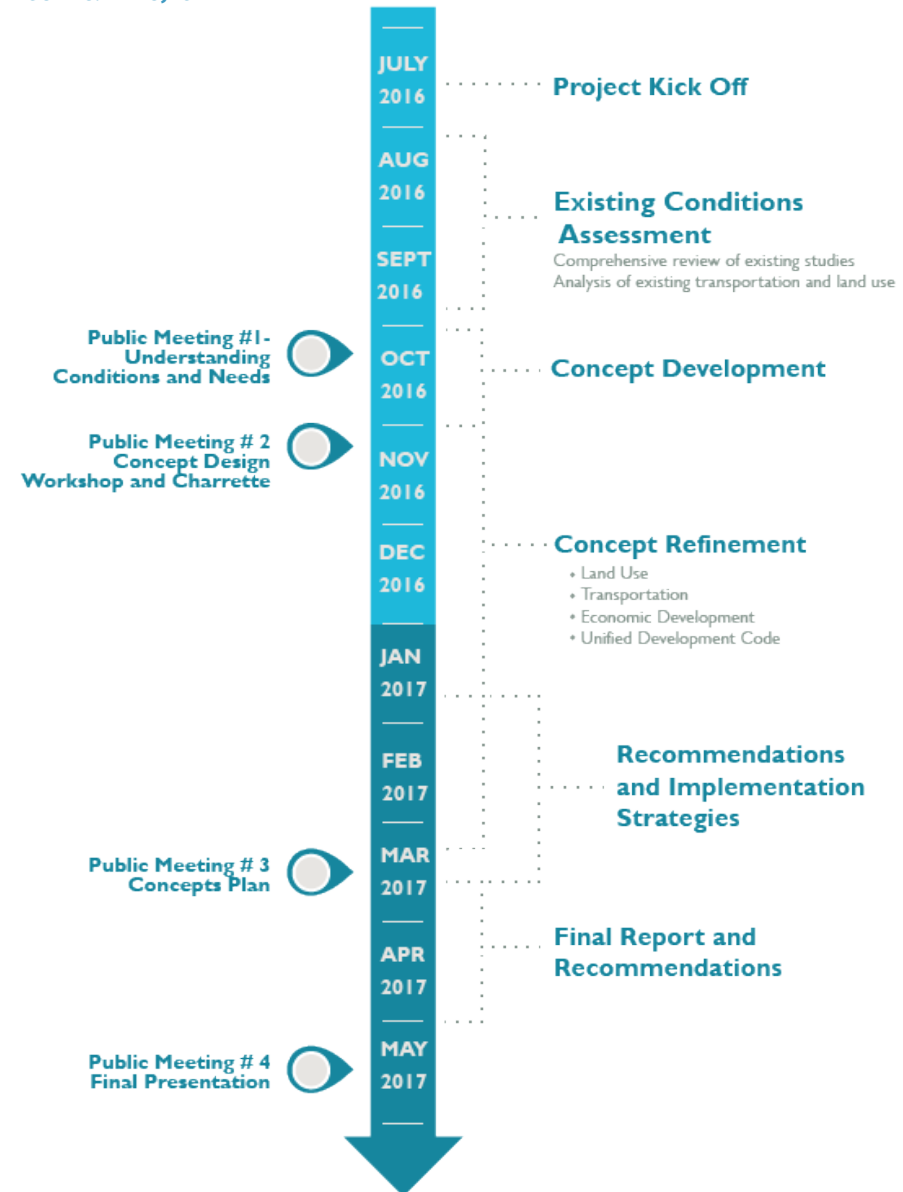 JULY
2016
Project Kick Off
AUG
2016
Existing Conditions
Assessment
Comprehensive review of existing studies
Analysis of existing transportation and land use
SEPT
2016
Public Meeting #1-
Understanding
Conditions and Needs
OCT
2016
Concept Development
Public Meeting # 2
Concept Design
Workshop and Charrette
NOV
2016
DEC
2016
Concept Refinement
• Land Use
• Transportation
• Economic Development
• Unified Development Code
JAN
2017
FEB
2017
Recommendations
and Implementation
Strategies
MAR
2017
Public Meeting # 3
Concepts Plan
APR
2017
Final Report and
Recommendations
MAY
2017
Public Meeting # 4
Final Presentation